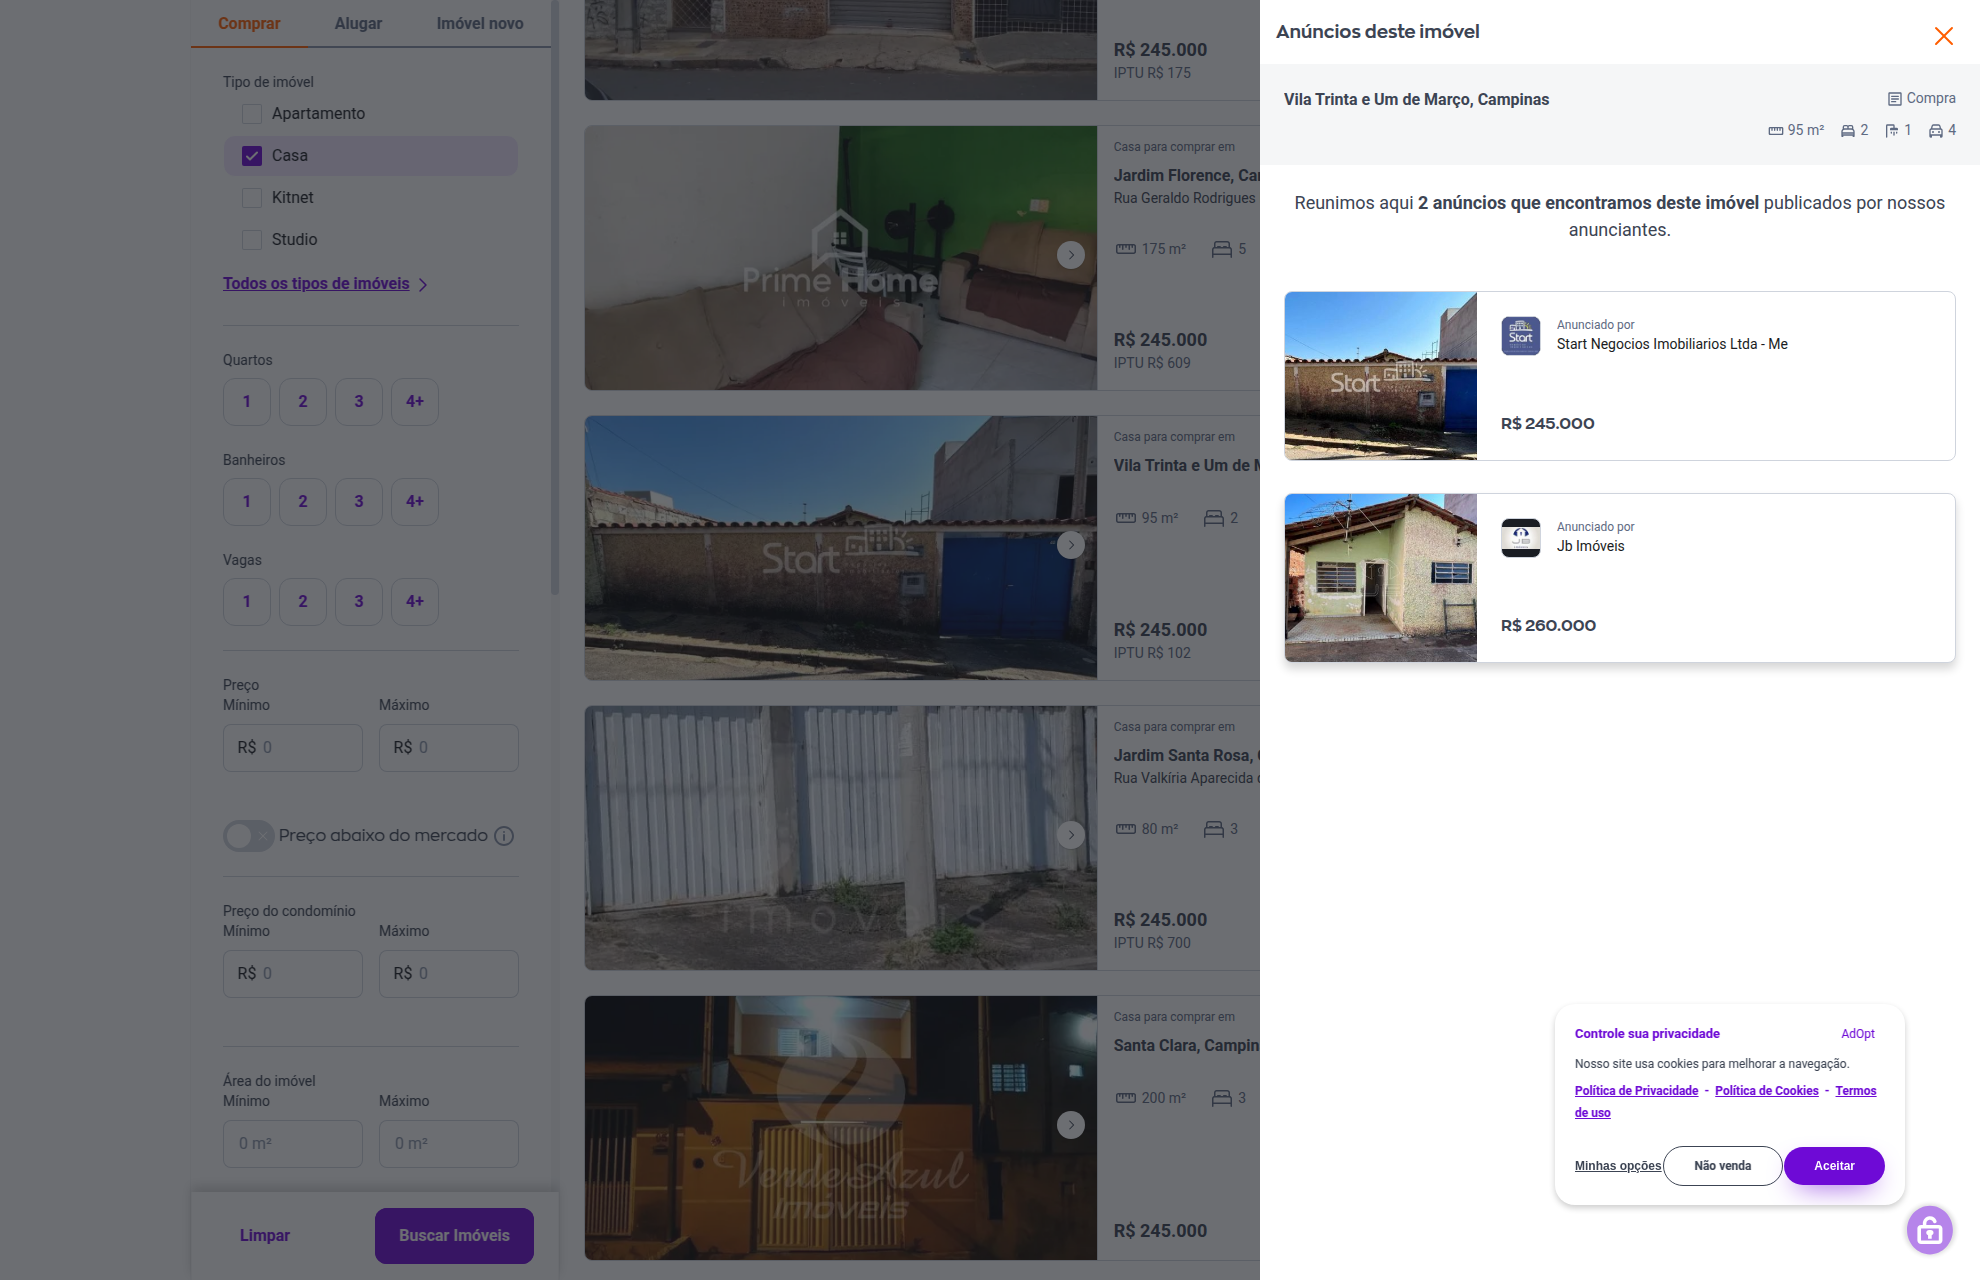 Comprar
Alugar
Imóvel novo
Tipo de imóvel
Apartamento
Casa
Kitnet
Studio
Todos os tipos de imóveis
Quartos
1 2 3 4+
Banheiros
1 2 3 4+
Vagas
1 2 3 4+
Preço
Mínimo Máximo
R$ 0 R$ 0
Preço abaixo do mercado
Preço do condomínio
Mínimo Máximo
R$ 0 R$ 0
Área do imóvel
Mínimo Máximo
0 m² 0 m²
Limpar
Buscar Imóveis
R$ 245.000
IPTU R$ 175
Prime Home
imóveis
Casa para comprar em
Jardim Florence, Ca
Rua Geraldo Rodrigues
175 m² 5
R$ 245.000
IPTU R$ 609
Start
Casa para comprar em
Vila Trinta e Um de M
95 m² 2
R$ 245.000
IPTU R$ 102
imóveis
Casa para comprar em
Jardim Santa Rosa, C
Rua Valkíria Aparecida
80 m² 3
R$ 245.000
IPTU R$ 700
VerdeAzul
imóveis
Casa para comprar em
Santa Clara, Campin
200 m² 3
R$ 245.000
Anúncios deste imóvel
Vila Trinta e Um de Março, Campinas
Compra
95 m² 2 1 4
Reunimos aqui 2 anúncios que encontramos deste imóvel publicados por nossos
anunciantes.
Start
Start
Anunciado por
Start Negocios Imobiliarios Ltda - Me
R$ 245.000
JB
Anunciado por
Jb Imóveis
R$ 260.000
Controle sua privacidade
AdOpt
Nosso site usa cookies para melhorar a navegação.
Política de Privacidade - Política de Cookies - Termos
de uso
Minhas opções
Não venda
Aceitar